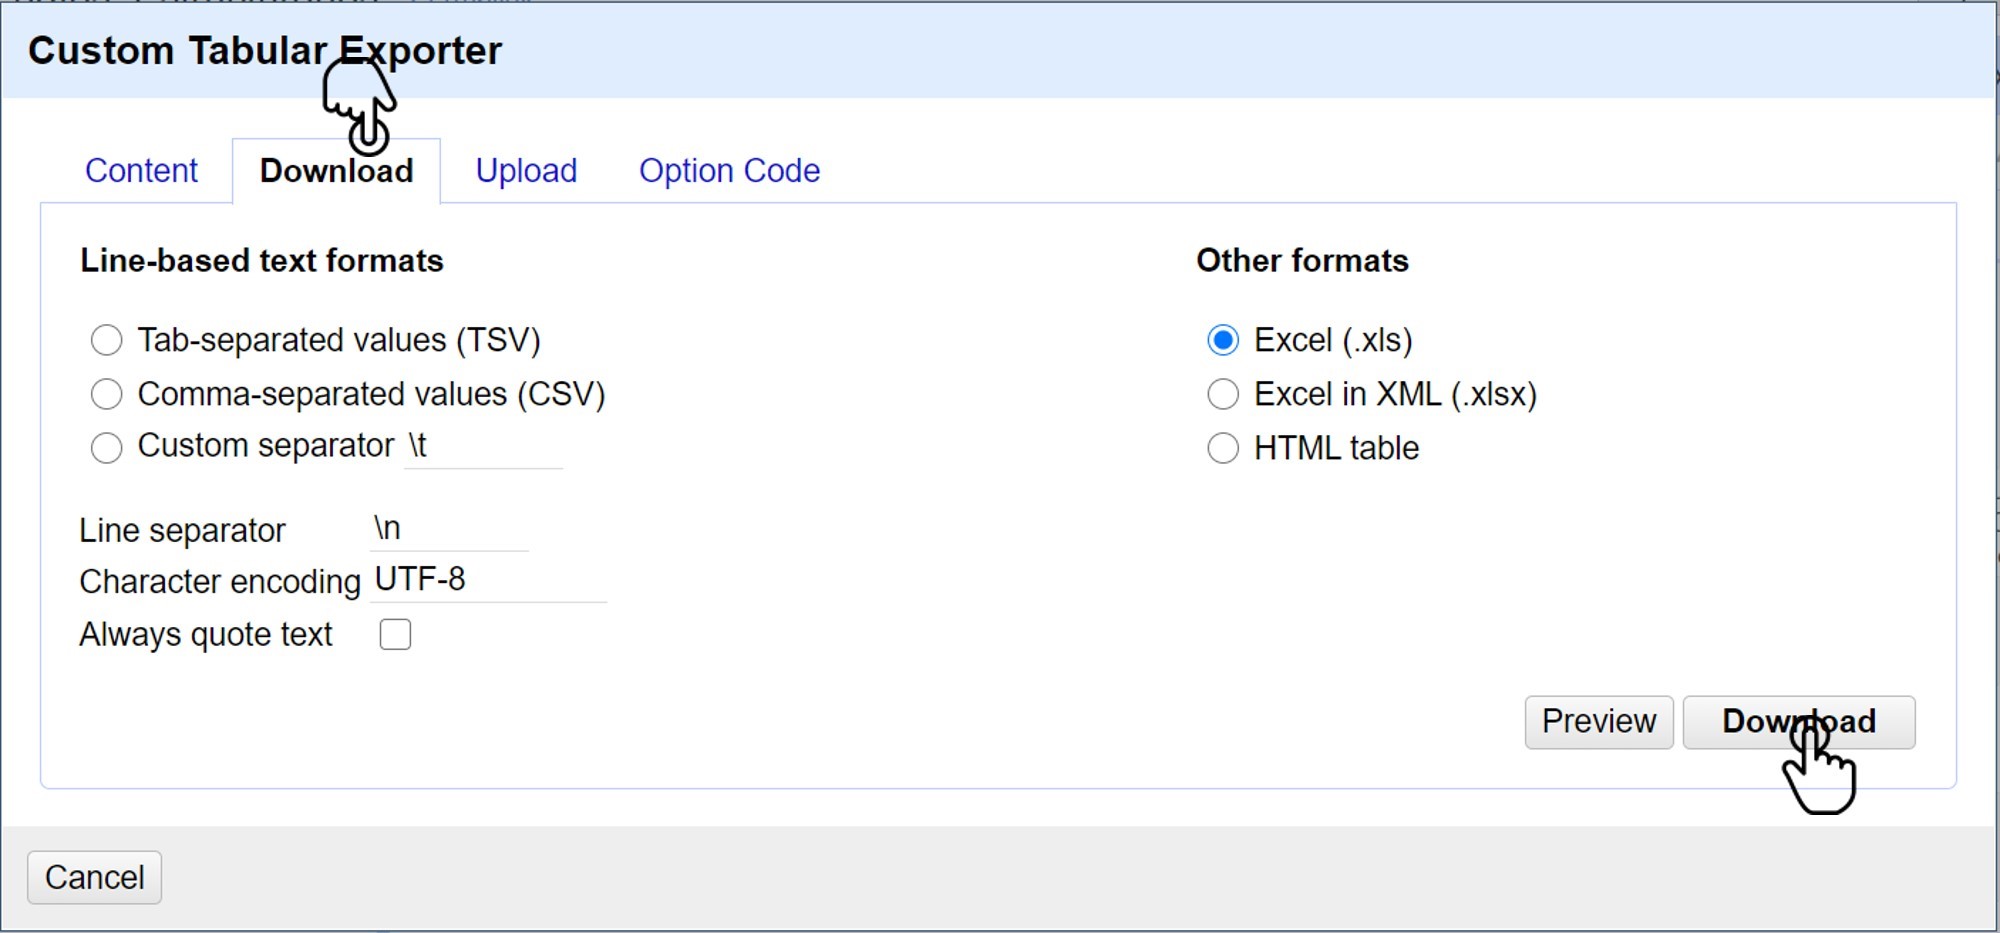 Custom Tabular Exporter
Content Download Upload Option Code
Line-based text formats
Tab-separated values (TSV)
Comma-separated values (CSV)
Custom separator \t
Line separator \n
Character encoding UTF-8
Always quote text
Other formats
Excel (.xls)
Excel in XML (.xlsx)
HTML table
Preview Download
Cancel